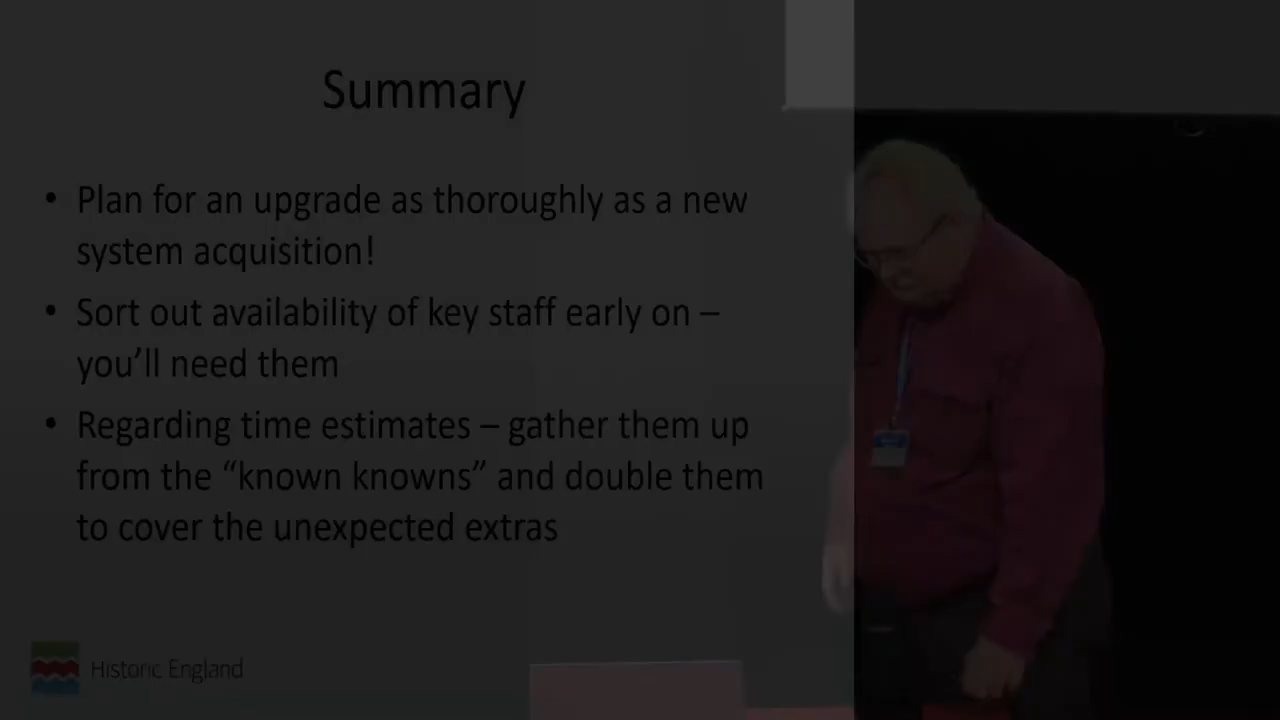 Summary
• Plan for an upgrade as thoroughly as a new
system acquisition!
• Sort out availability of key staff early on –
you’ll need them
• Regarding time estimates – gather them up
from the “known knowns” and double them
to cover the unexpected extras
Historic England